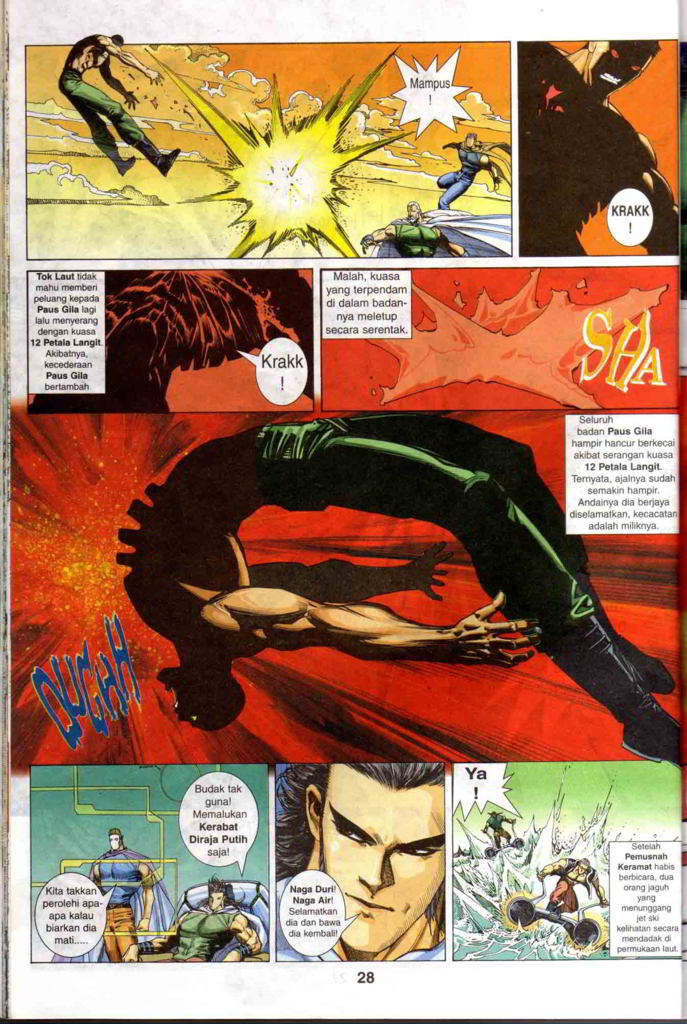 Mampus
!
KRAKK
!
Tok Laut tidak
mahu memberi
peluang kepada
Paus Gila lagi
lalu menyerang
dengan kuasa
12 Petala Langit.
Akibatnya,
kecederaan
Paus Gila
bertambah
Krakk
!
Malah, kuasa
yang terpendam
di dalam badan-
nya meletup
secara serentak.
SHA
Seluruh
badan Paus Gila
hampir hancur berkecai
akibat serangan kuasa
12 Petala Langit.
Ternyata, ajalnya sudah
semakin hampir.
Andainya dia berjaya
diselamatkan, kecacatan
adalah miliknya.
OUGHH
Budak tak
guna!
Memalukan
Kerabat
Diraja Putih
saja!
Kita takkan
perolehi apa-
apa kalau
biarkan dia
mati.....
Naga Duri!
Naga Air!
Selamatkan
dia dan bawa
dia kembali!
Ya
!
Setelah
Pemusnah
Keramat habis
berbicara, dua
orang jaguh
yang
menunggang
jet ski
kelihatan secara
mendadak di
permukaan laut.
28